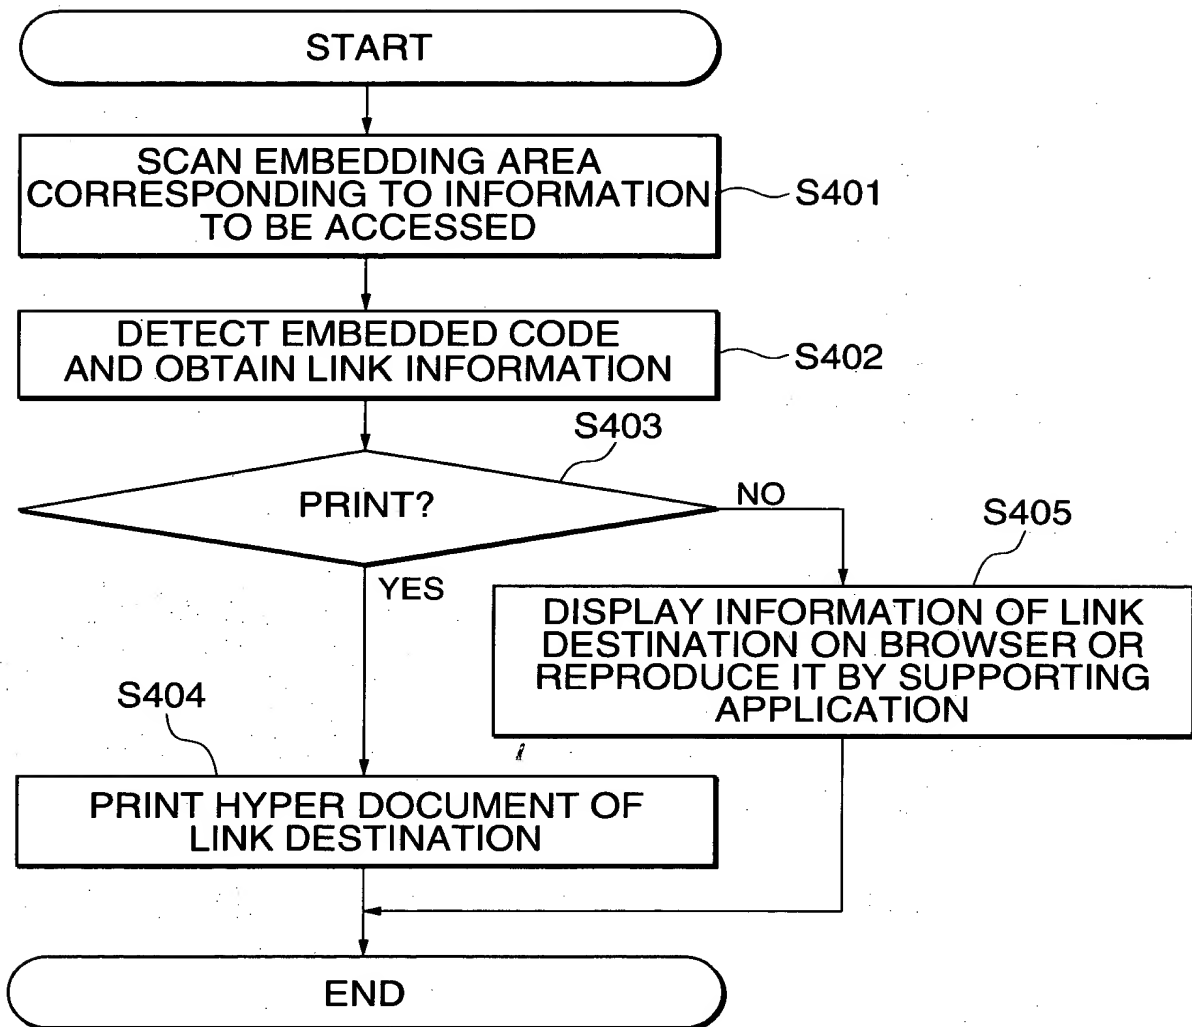 START
SCAN EMBEDDING AREA
CORRESPONDING TO INFORMATION
TO BE ACCESSED
S401
DETECT EMBEDDED CODE
AND OBTAIN LINK INFORMATION
S402
S403
PRINT?
NO
YES
S405
DISPLAY INFORMATION OF LINK
DESTINATION ON BROWSER OR
REPRODUCE IT BY SUPPORTING
APPLICATION
S404
PRINT HYPER DOCUMENT OF
LINK DESTINATION
END